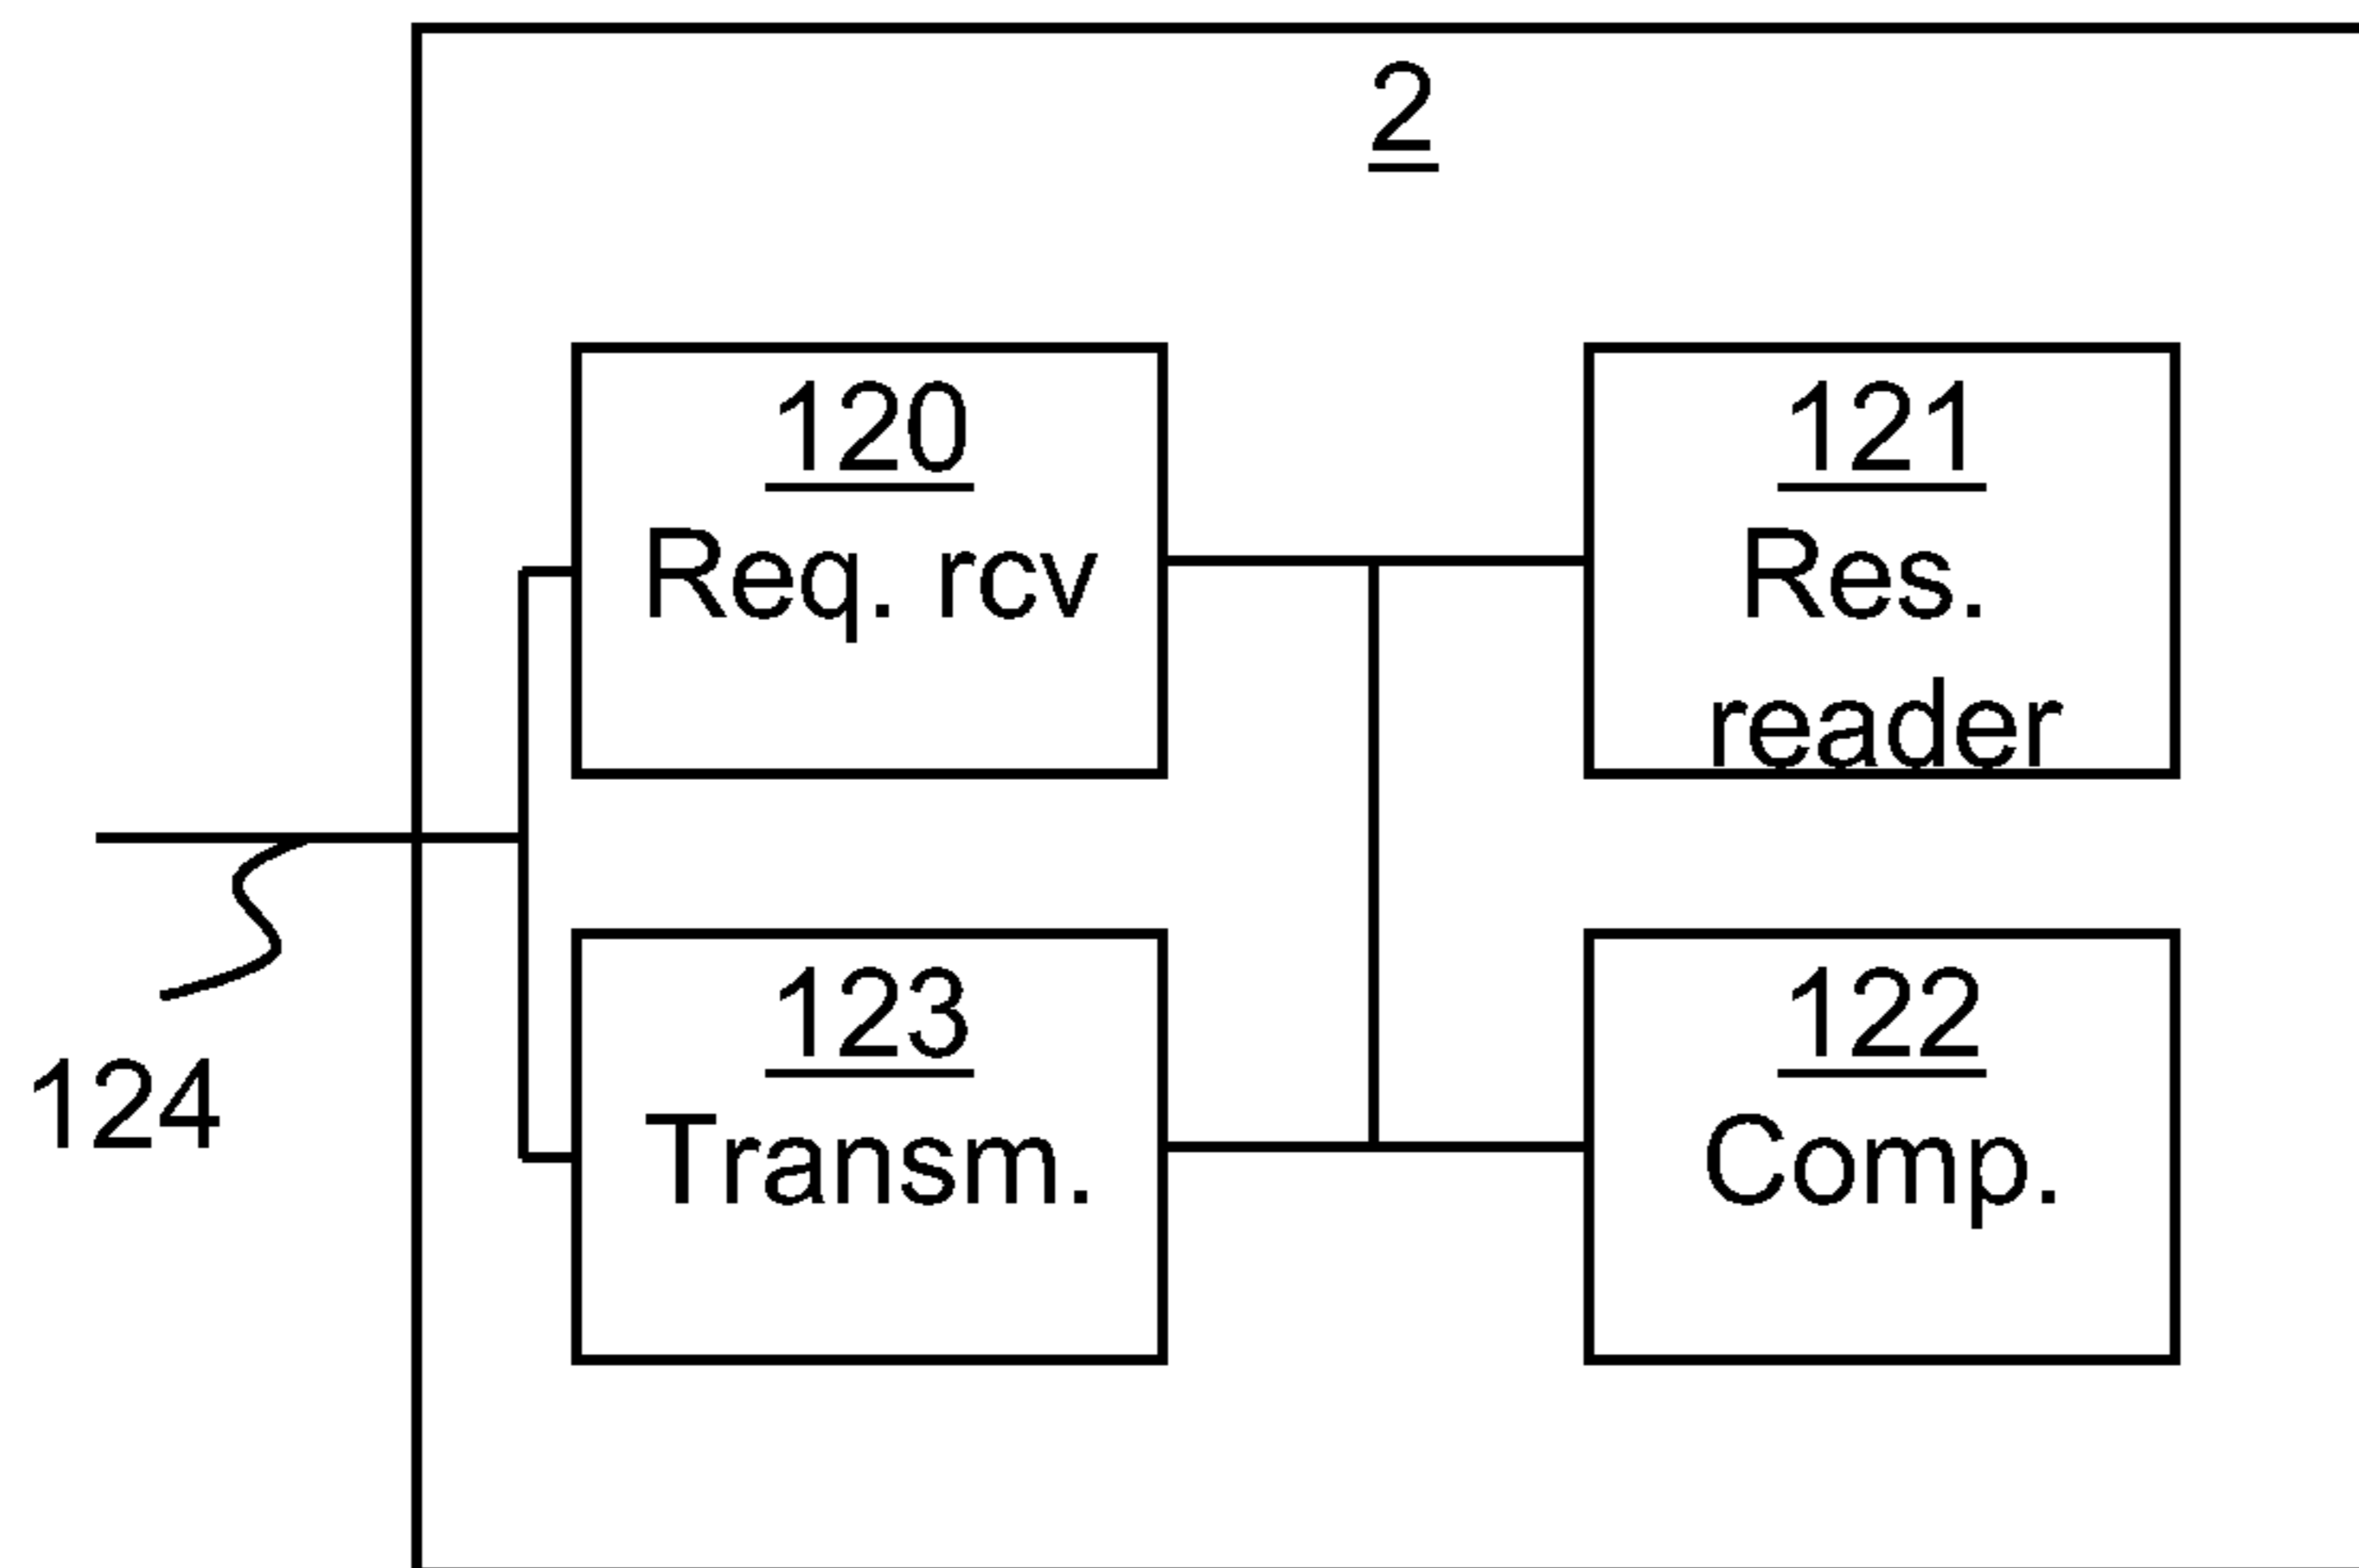 2
120
Req. rcv
121
Res.
reader
123
Transm.
122
Comp.
124